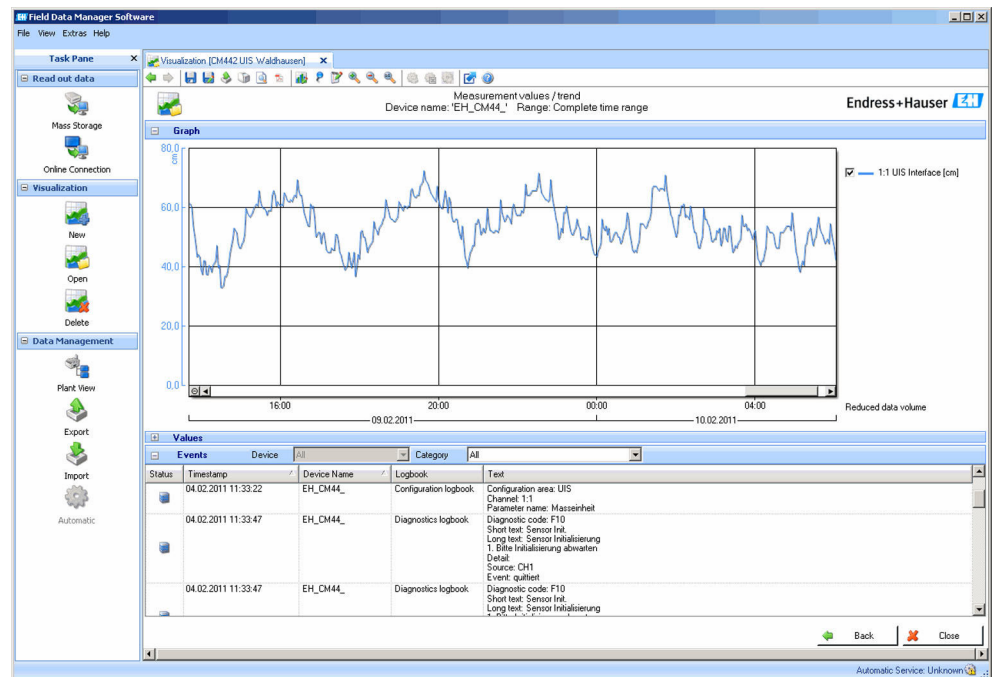 Field Data Manager Software
File View Extras Help
Task Pane
Visualization [CM442 UIS Waldhausen]
Read out data
Mass Storage
Online Connection
Visualization
New
Open
Delete
Data Management
Plant View
Export
Import
Automatic
Measurement values / trend
Device name: 'EH_CM44_' Range: Complete time range
Endress+Hauser EH
Graph
80,0
cm
60,0
40,0
20,0
0,0
1:1 UIS Interface [cm]
16:00 20:00 00:00 04:00
09.02.2011 10.02.2011
Reduced data volume
Values
Events Device All Category All
Status Timestamp Device Name Logbook Text
04.02.2011 11:33:22 EH_CM44_ Configuration logbook Configuration area: UIS
Channel: 1:1
Parameter name: Masseinheit
04.02.2011 11:33:47 EH_CM44_ Diagnostics logbook Diagnostic code: F10
Short text: Sensor Init.
Long text: Sensor Initialisierung
1. Bitte Initialisierung abwarten
Detail:
Source: CH1
Event: quittiert
04.02.2011 11:33:47 EH_CM44_ Diagnostics logbook Diagnostic code: F10
Short text: Sensor Init.
Long text: Sensor Initialisierung
Back Close
Automatic Service: Unknown